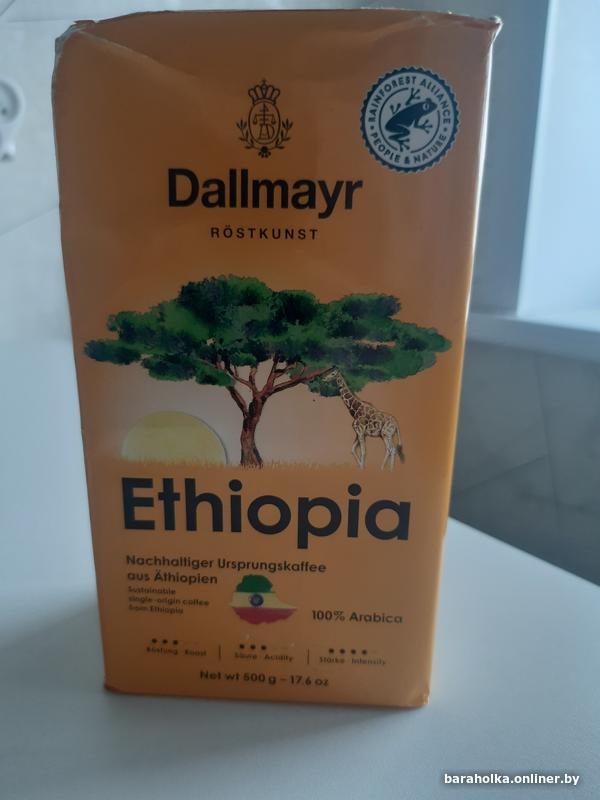 RAINFOREST ALLIANCE
PEOPLE & NATURE
Dallmayr
RÖSTKUNST
Ethiopia
Nachhaltiger Ursprungskaffee
aus Äthiopien
Sustainable
single-origin coffee
from Ethiopia
100% Arabica
Röstung · Roast
Säure · Acidity
Stärke · Intensity
Net wt 500 g – 17.6 oz
baraholka.onliner.by